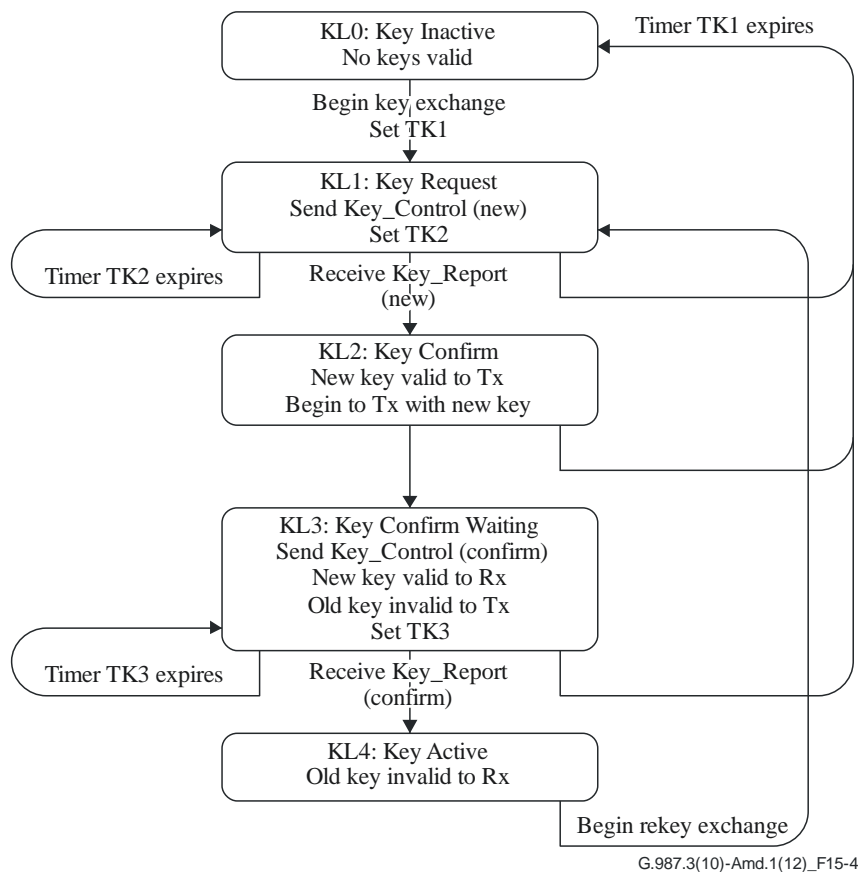 KL0: Key Inactive
No keys valid
Timer TK1 expires
Begin key exchange
Set TK1
KL1: Key Request
Send Key_Control (new)
Set TK2
Timer TK2 expires
Receive Key_Report
(new)
KL2: Key Confirm
New key valid to Tx
Begin to Tx with new key
KL3: Key Confirm Waiting
Send Key_Control (confirm)
New key valid to Rx
Old key invalid to Tx
Set TK3
Timer TK3 expires
Receive Key_Report
(confirm)
KL4: Key Active
Old key invalid to Rx
Begin rekey exchange
G.987.3(10)-Amd.1(12)_F15-4